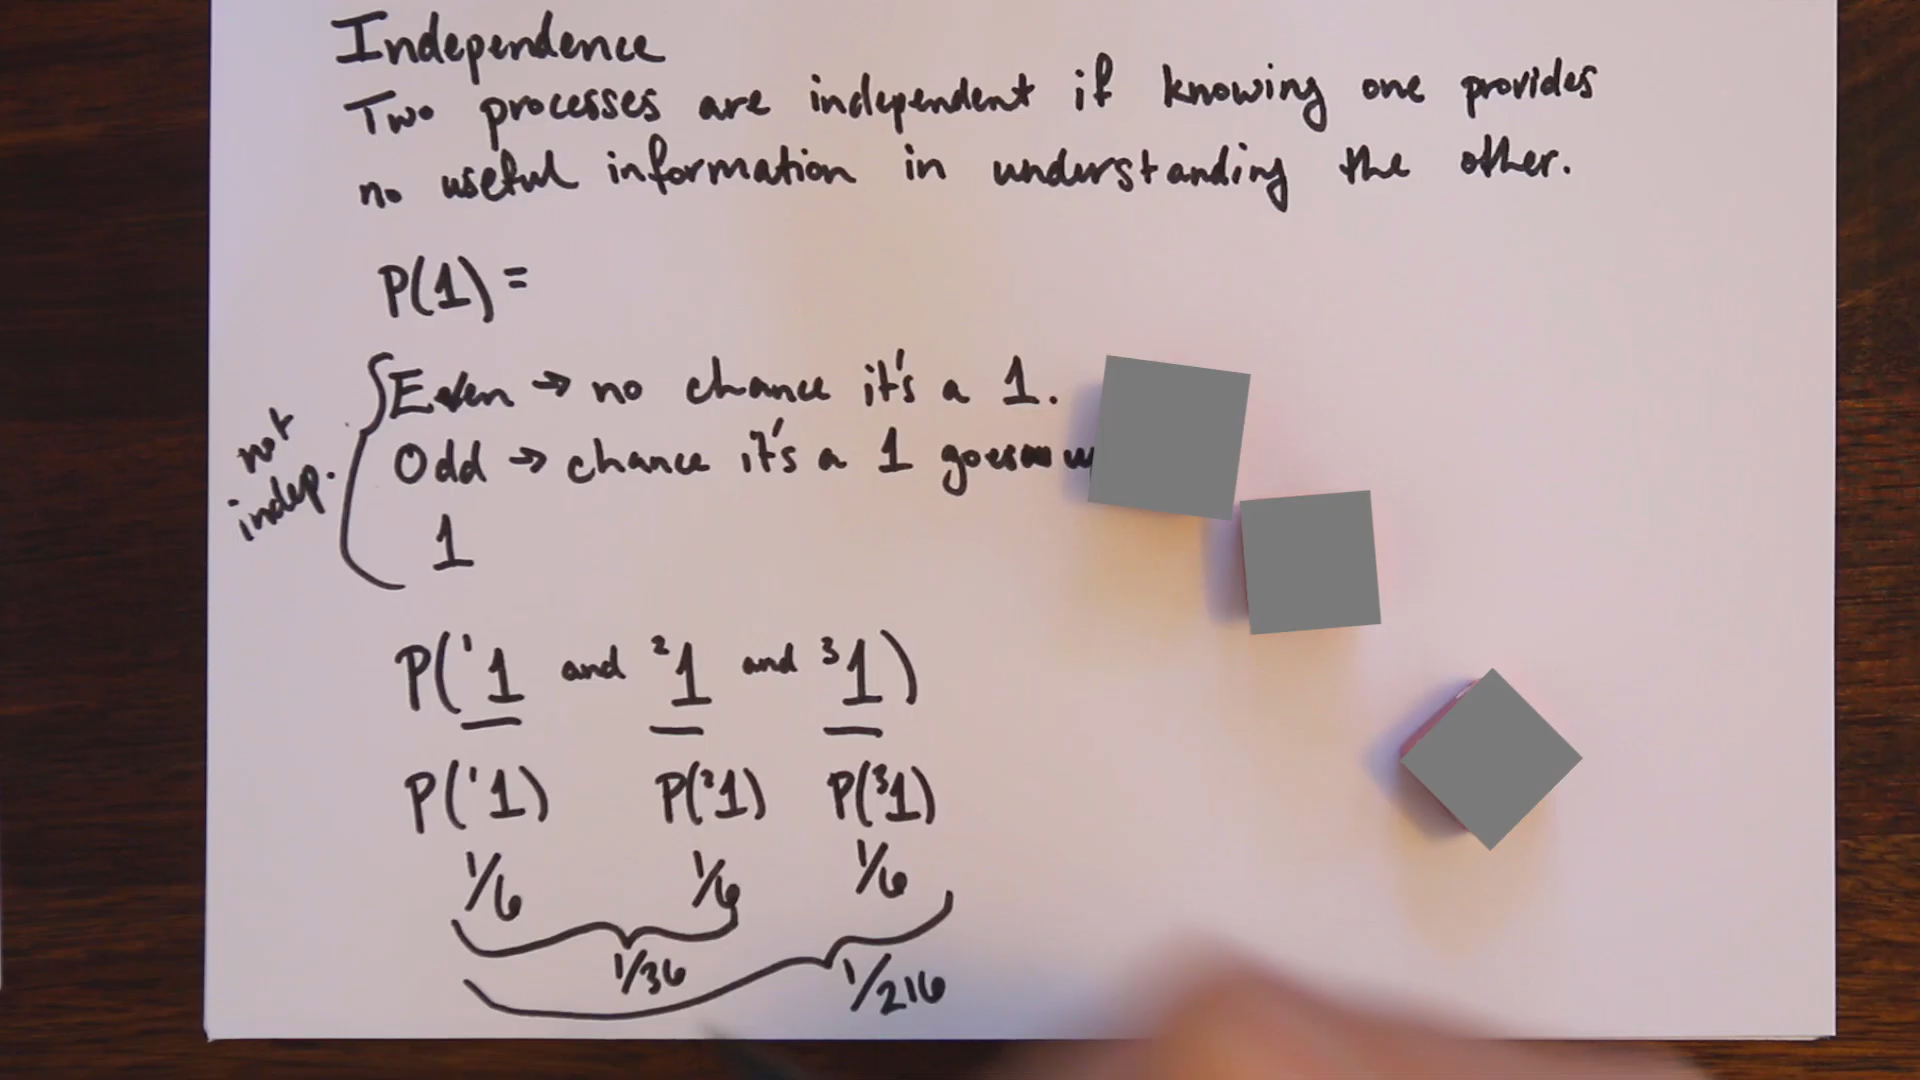 Independence
Two processes are independent if knowing one provides
no useful information in understanding the other.
P(1) =
Even → no chance it's a 1.
Odd → chance it's a 1 goes
1
not
indep.
P(¹1 and ²1 and ³1)
P(¹1) P(²1) P(³1)
1/6 1/6 1/6
1/36
1/216